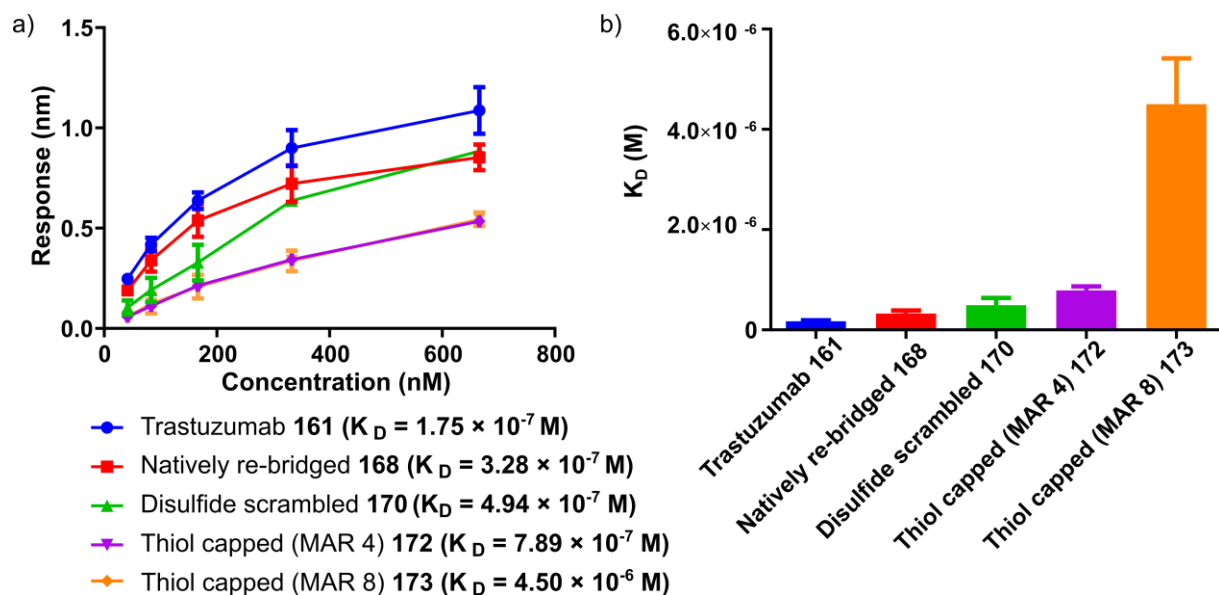 a)
1.5
1.0
0.5
0.0
Response (nm)
0 200 400 600 800
Concentration (nM)
Trastuzumab 161 (K D = 1.75 × 10-7 M)
Natively re-bridged 168 (K D = 3.28 × 10-7 M)
Disulfide scrambled 170 (KD = 4.94 × 10-7 M)
Thiol capped (MAR 4) 172 (K D = 7.89 × 10-7 M)
Thiol capped (MAR 8) 173 (K D = 4.50 × 10-6 M)
b)
6.0× 10 -6
4.0× 10 -6
2.0× 10 -6
0
KD (M)
Trastuzumab 161
Natively re-bridged 168
Disulfide scrambled 170
Thiol capped (MAR 4) 172
Thiol capped (MAR 8) 173